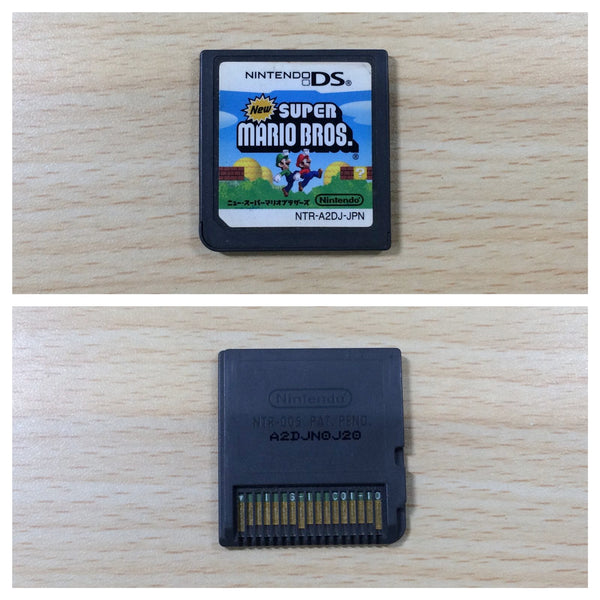 NINTENDO DS®
New SUPER
MARIO BROS.®
ニュー・スーパーマリオブラザーズ
Nintendo
NTR-A2DJ-JPN
Nintendo
NTR-005 PAT. PEND.
A2DJN0J20